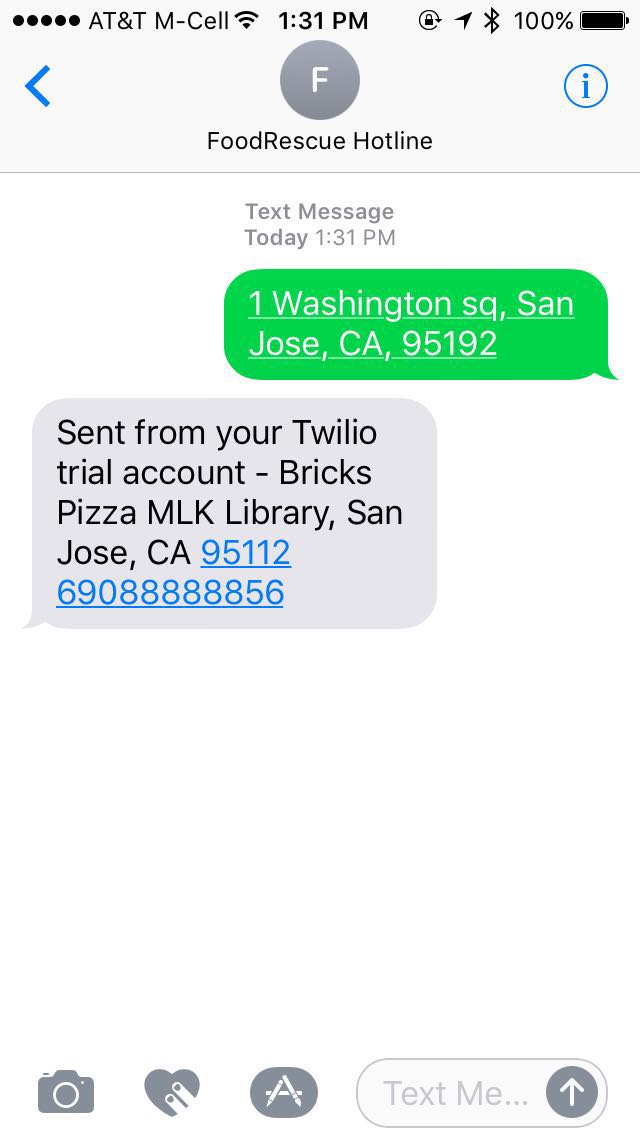 AT&T M-Cell 1:31 PM 100%
F
i
FoodRescue Hotline
Text Message
Today 1:31 PM
1 Washington sq, San
Jose, CA, 95192
Sent from your Twilio
trial account - Bricks
Pizza MLK Library, San
Jose, CA 95112
69088888856
Text Me...